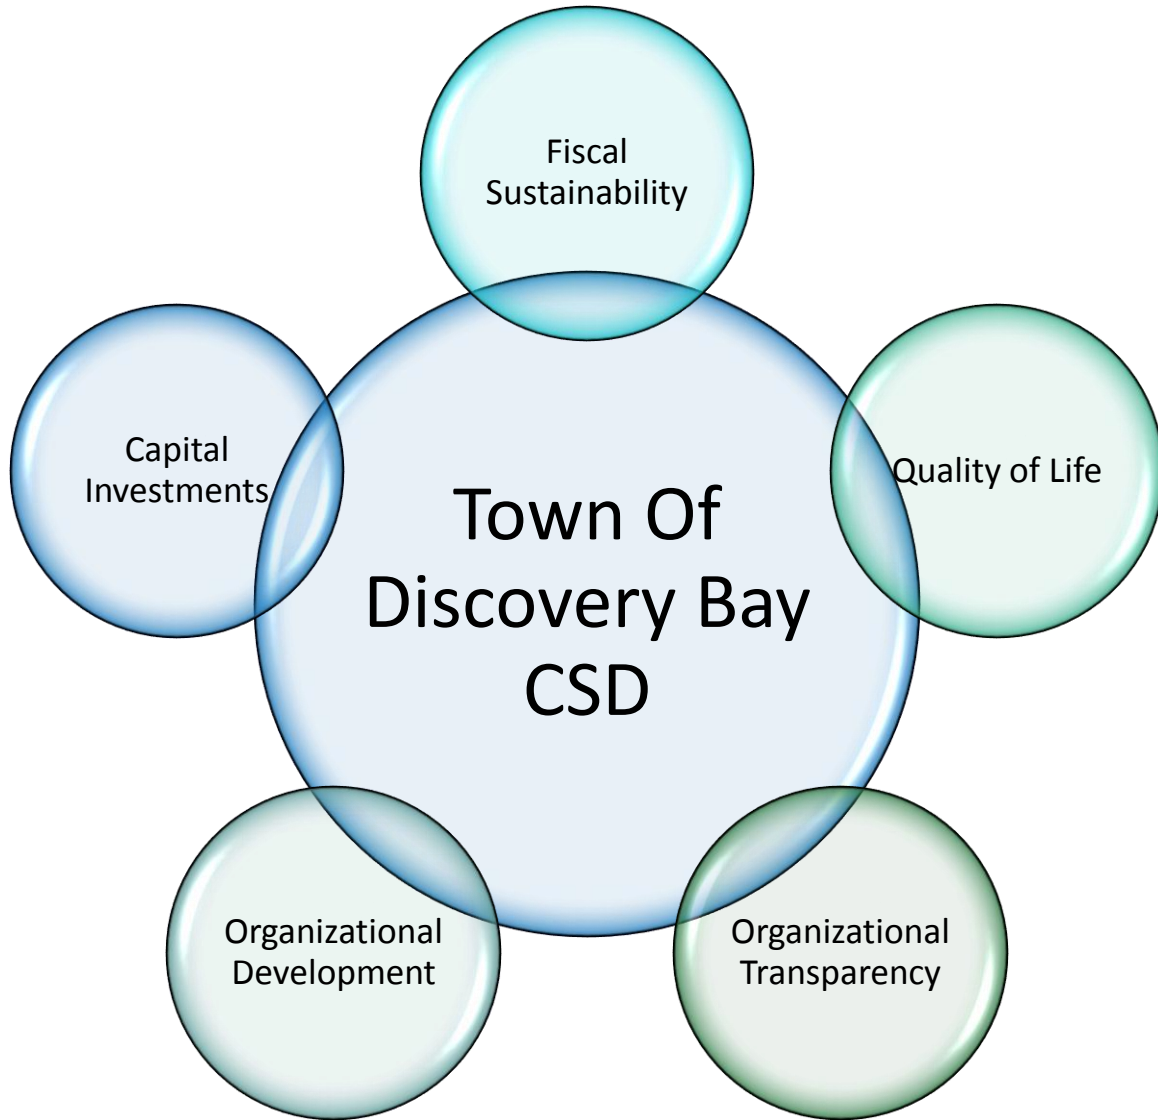 Fiscal
Sustainability
Capital
Investments
Quality of Life
Town Of
Discovery Bay
CSD
Organizational
Development
Organizational
Transparency